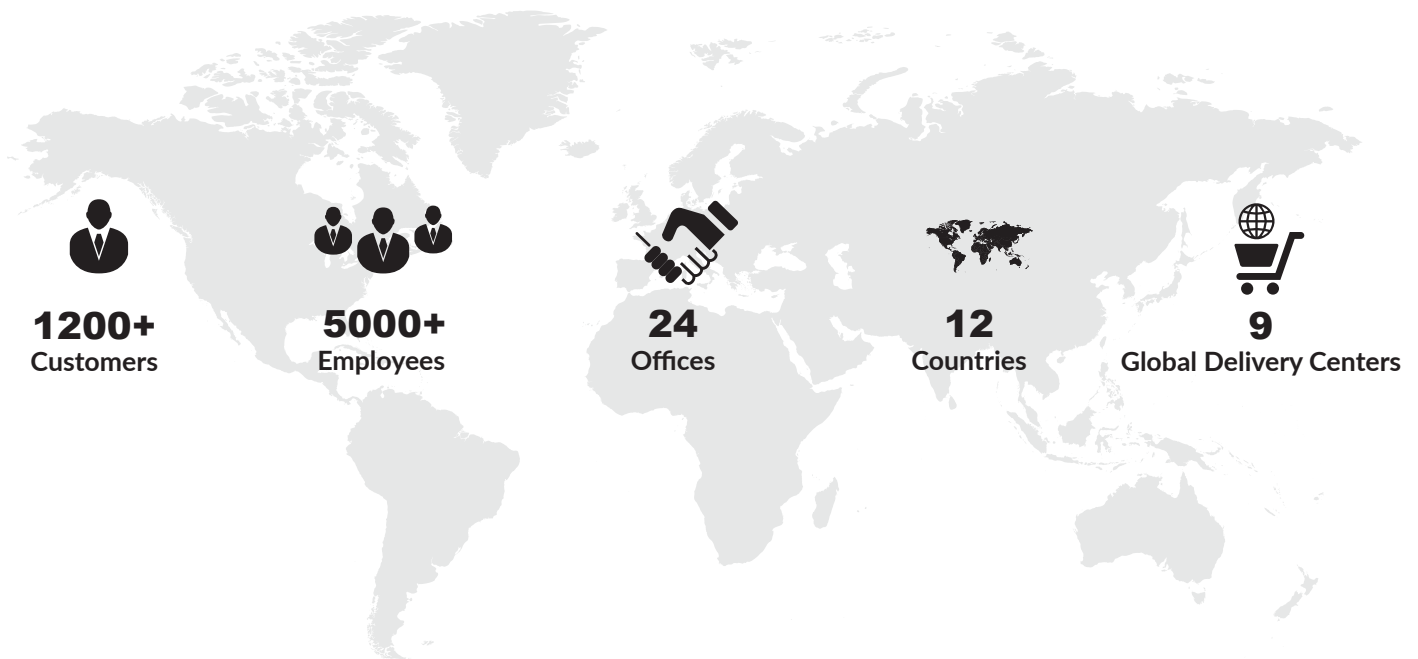 1200+
Customers
5000+
Employees
24
Offices
12
Countries
9
Global Delivery Centers